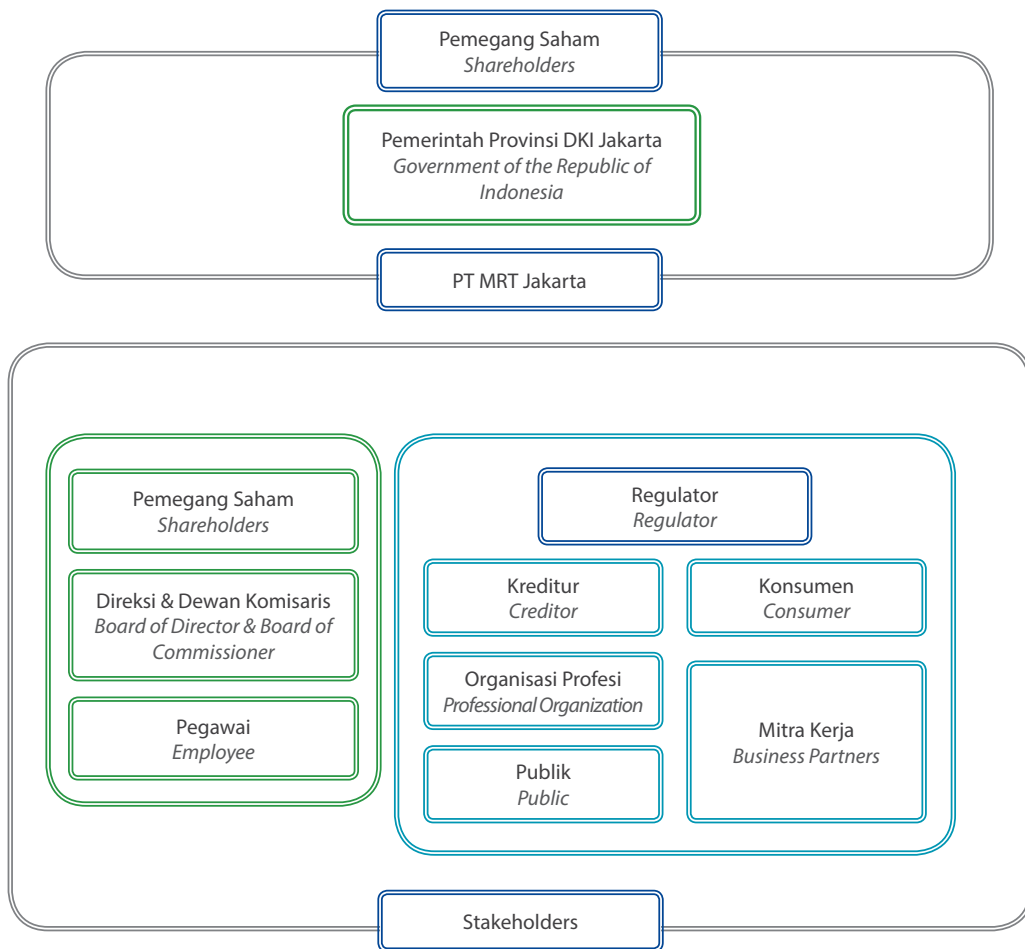 Pemegang Saham
Shareholders
Pemerintah Provinsi DKI Jakarta
Government of the Republic of
Indonesia
PT MRT Jakarta
Pemegang Saham
Shareholders
Direksi & Dewan Komisaris
Board of Director & Board of
Commissioner
Pegawai
Employee
Regulator
Regulator
Kreditur
Creditor
Konsumen
Consumer
Organisasi Profesi
Professional Organization
Mitra Kerja
Business Partners
Publik
Public
Stakeholders